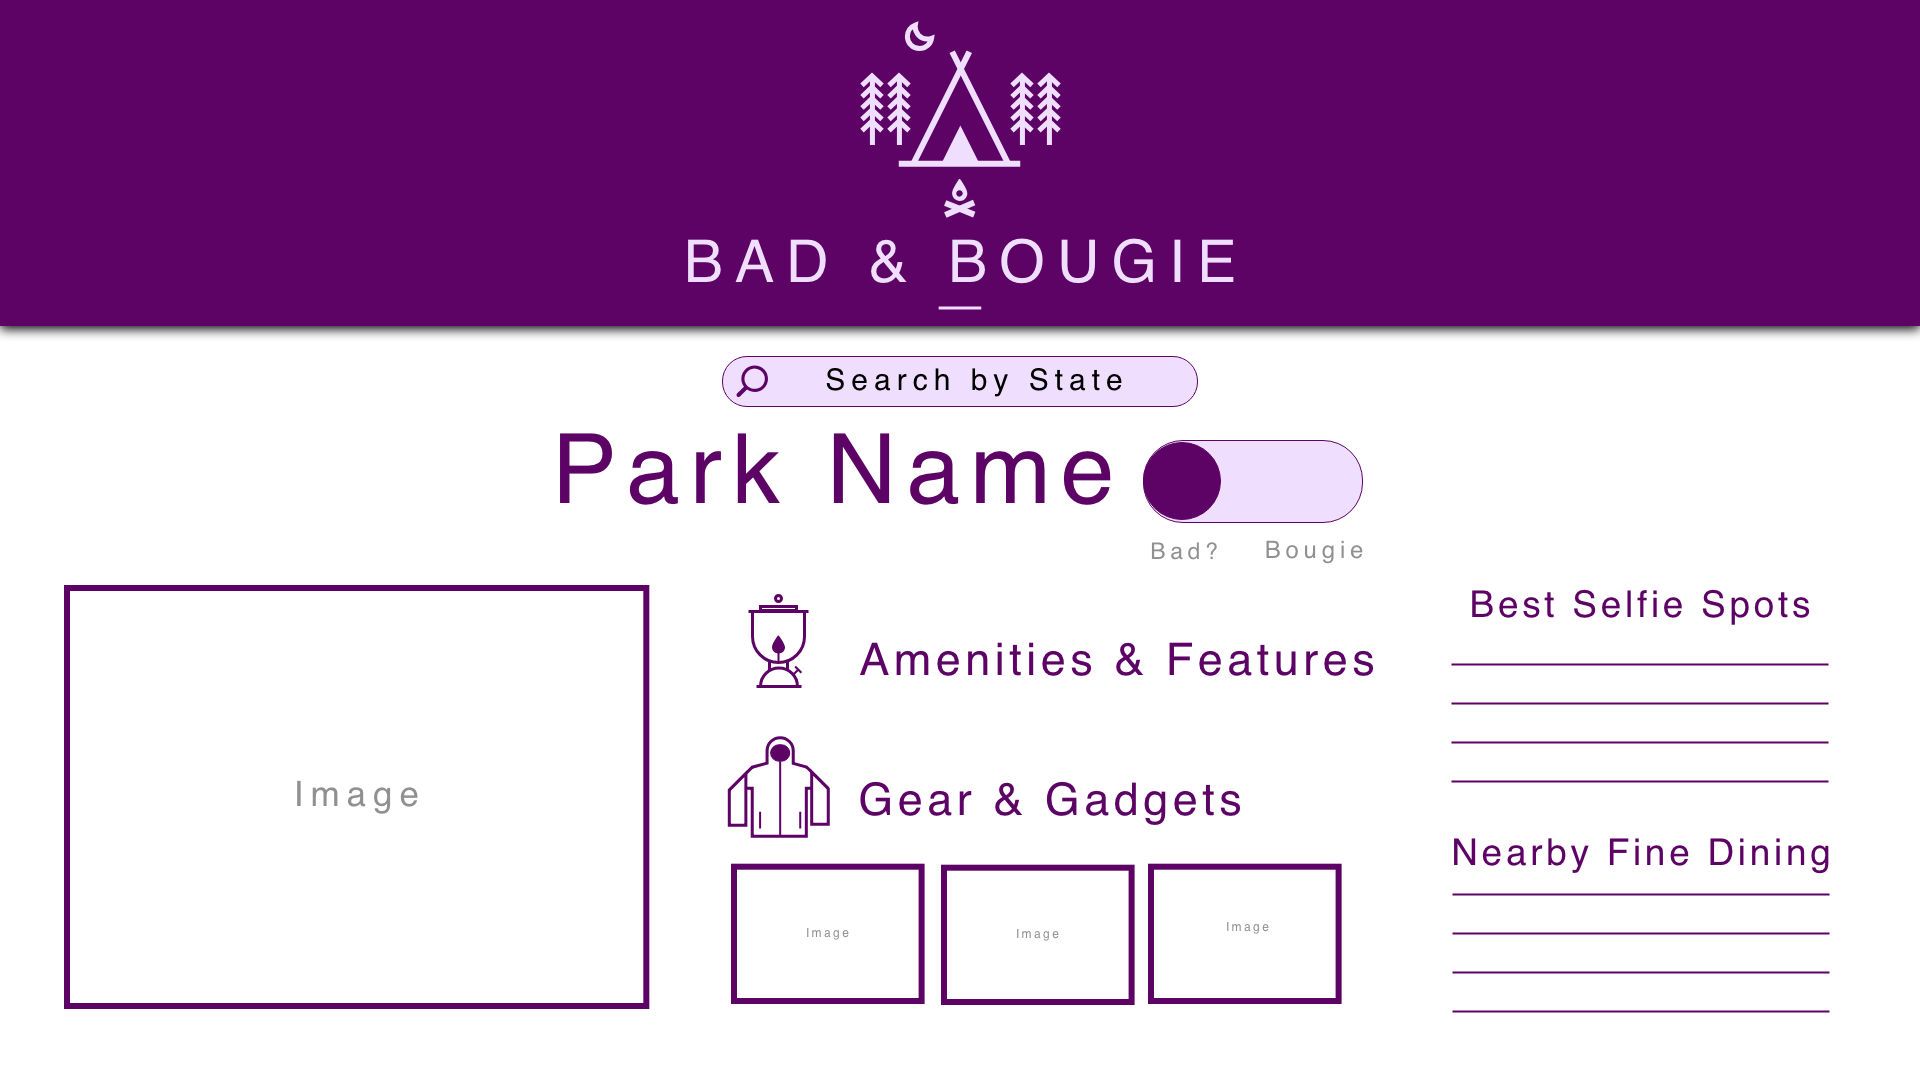 BAD & BOUGIE
Search by State
Park Name
Bad? Bougie
Image
Amenities & Features
Gear & Gadgets
Image
Image
Image
Best Selfie Spots
Nearby Fine Dining